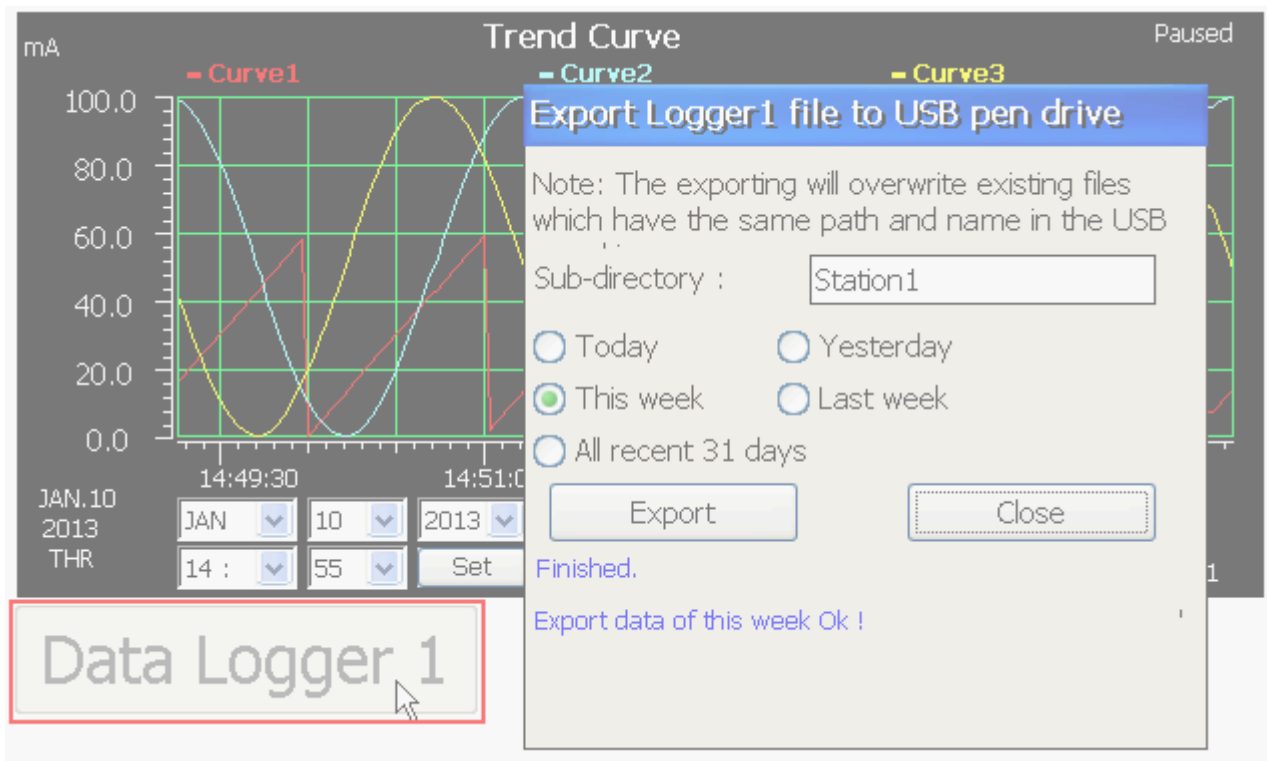 mA
Trend Curve
Paused
Curve1
Curve2
Curve3
100.0
80.0
60.0
40.0
20.0
0.0
14:49:30
14:51:0
JAN.10
2013
THR
JAN
10
2013
14 :
55
Set
1
Export Logger1 file to USB pen drive
Note: The exporting will overwrite existing files
which have the same path and name in the USB
Sub-directory :
Station1
Today
Yesterday
This week
Last week
All recent 31 days
Export
Close
Finished.
Export data of this week Ok !
Data Logger 1